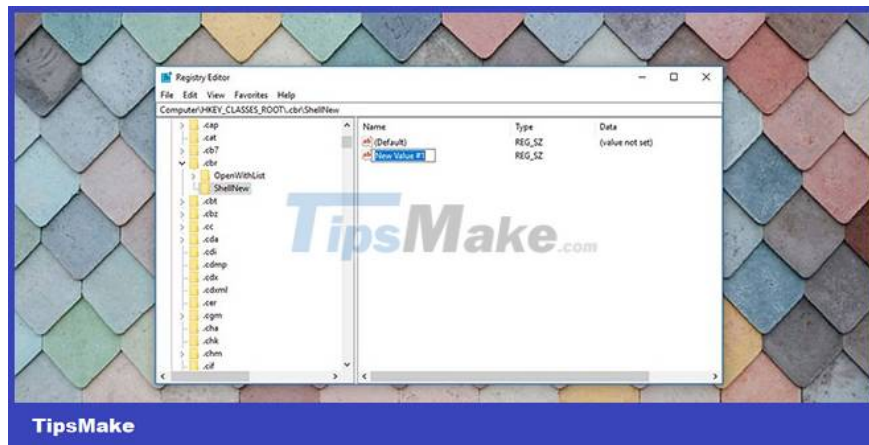 Registry Editor
File Edit View Favorites Help
Computer\HKEY_CLASSES_ROOT\.cbr\ShellNew
.cap
.cat
.cb7
.cbr
OpenWithList
ShellNew
.cbt
.cbz
.cc
.cda
.cdi
.cdmp
.cdx
.cdxml
.cer
.cgm
.cha
.chk
.chm
.cif
Name Type Data
ab (Default) REG_SZ (value not set)
ab New Value #1 REG_SZ
TipsMake.com
TipsMake